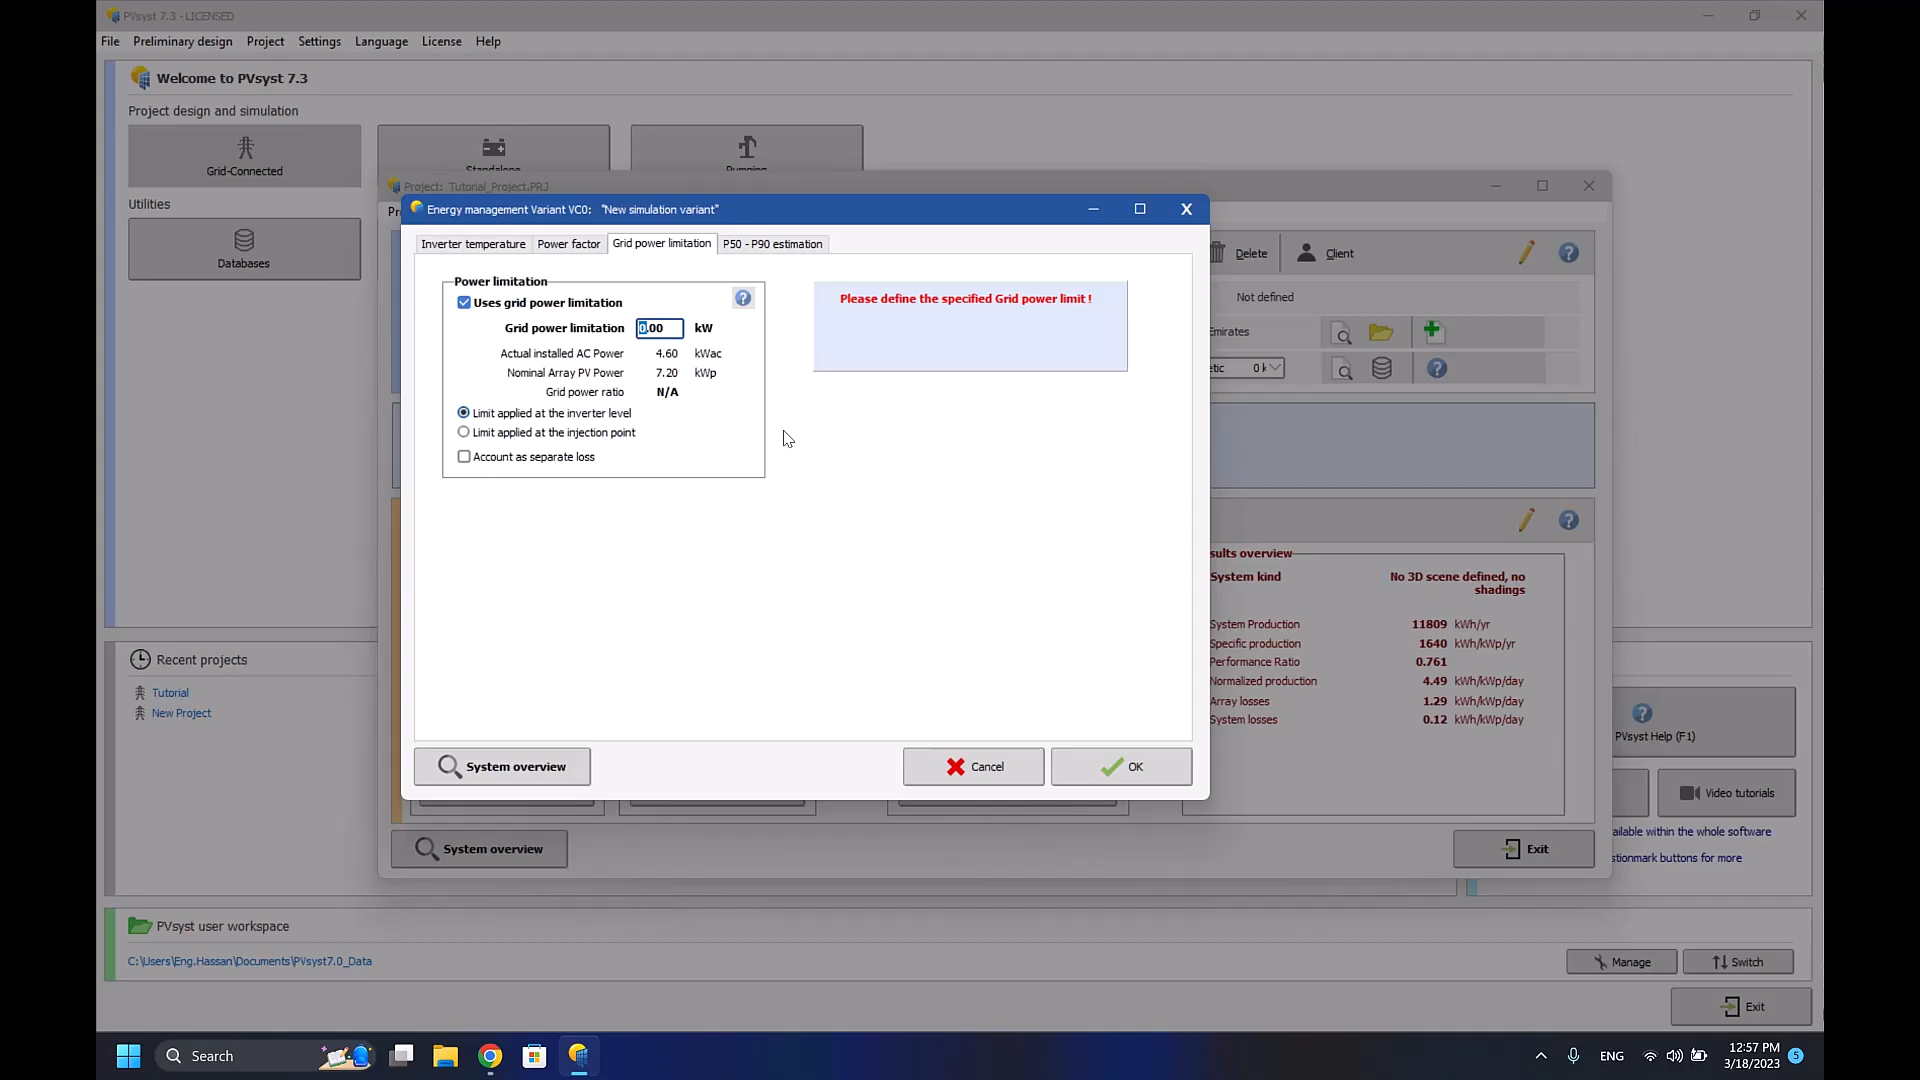 PVsyst 7.3 - LICENSED
File Preliminary design Project Settings Language License Help
Welcome to PVsyst 7.3
Project design and simulation
Grid-Connected
Standalone
Pumping
Utilities
Databases
Project: Tutorial_Project.PRJ
Energy management Variant VC0: "New simulation variant"
Inverter temperature Power factor Grid power limitation P50 - P90 estimation
Power limitation
Uses grid power limitation
Grid power limitation 0.00 kW
Actual installed AC Power 4.60 kWac
Nominal Array PV Power 7.20 kWp
Grid power ratio N/A
Limit applied at the inverter level
Limit applied at the injection point
Account as separate loss
Please define the specified Grid power limit !
System overview Cancel OK
Delete Client
Not defined
Emirates
System kind No 3D scene defined, no
shadings
System Production 11809 kWh/yr
Specific production 1640 kWh/kWp/yr
Performance Ratio 0.761
Normalized production 4.49 kWh/kWp/day
Array losses 1.29 kWh/kWp/day
System losses 0.12 kWh/kWp/day
System overview Exit
Recent projects
Tutorial
New Project
PVsyst Help (F1)
Video tutorials
within the whole software
buttons for more
PVsyst user workspace
C:\Users\Eng.Hassan\Documents\PVsyst7.0_Data
Manage Switch
Exit
Search
ENG
12:57 PM
3/18/2023
5